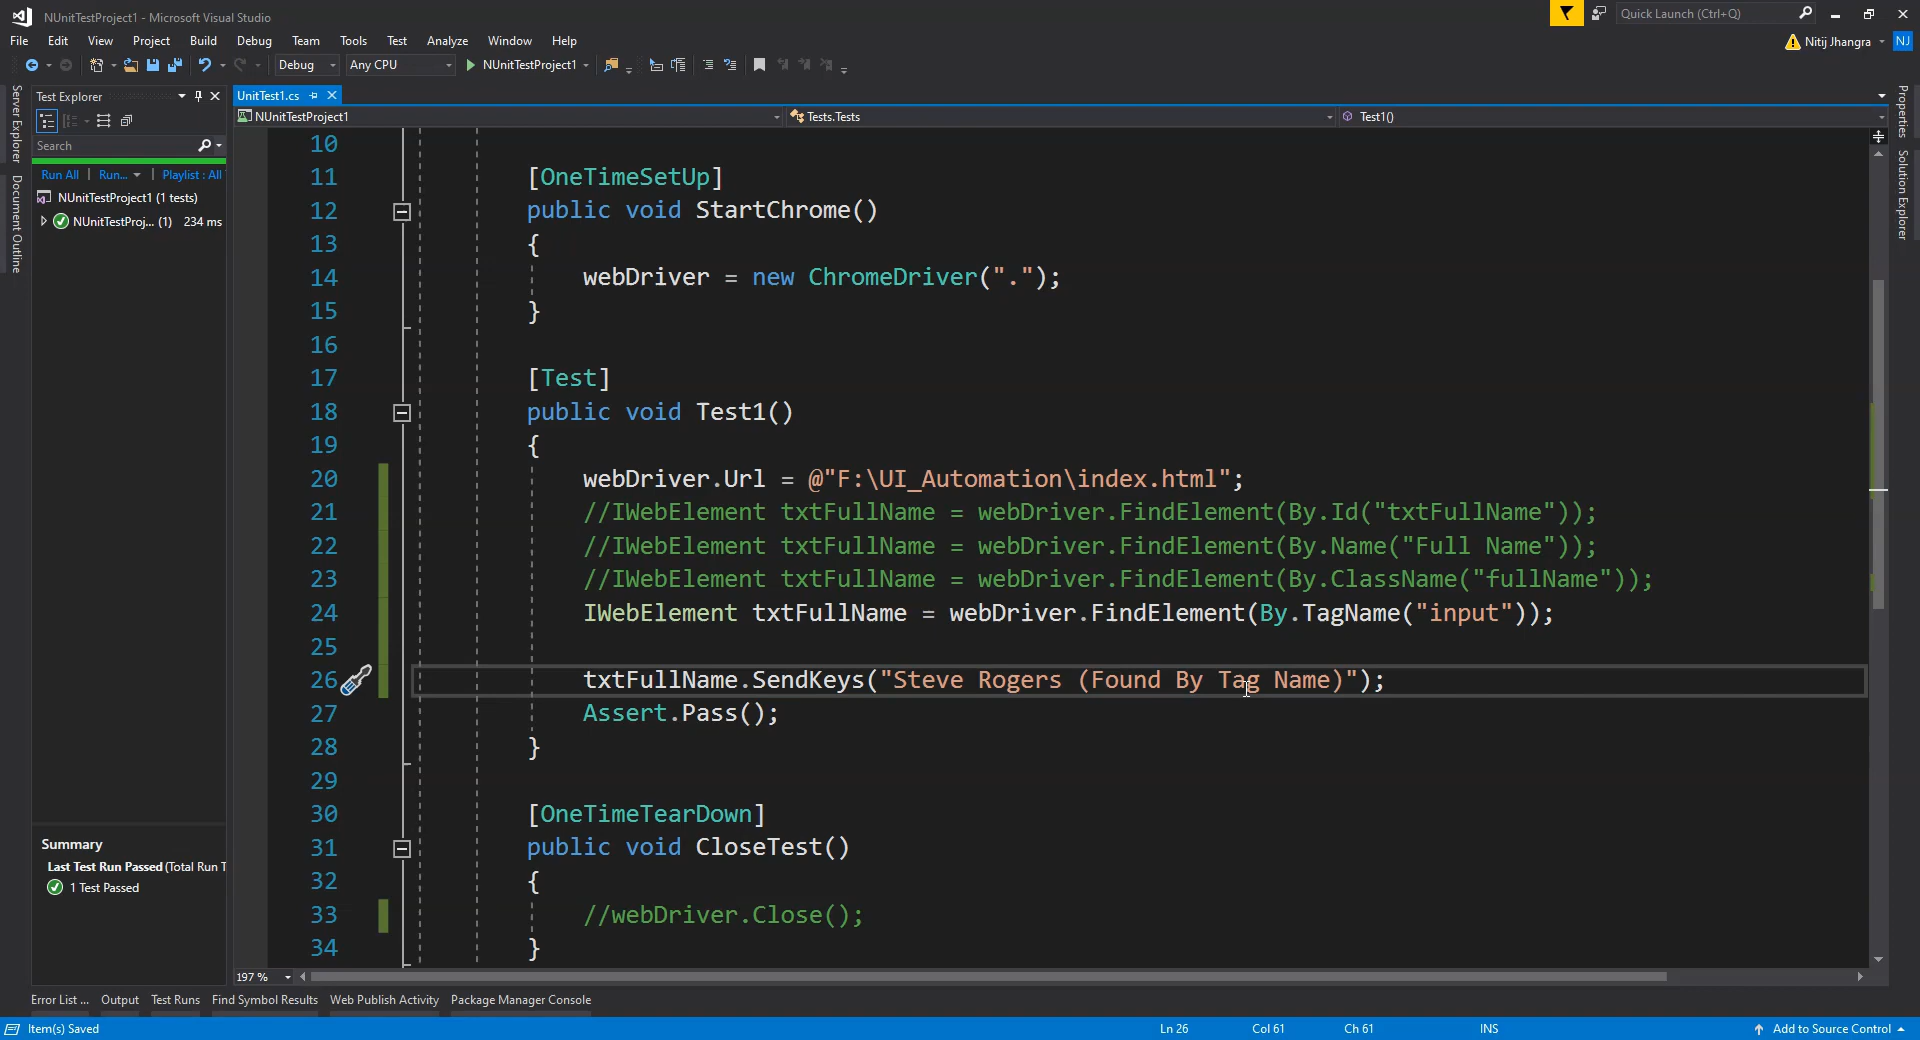 NUnitTestProject1 - Microsoft Visual Studio
Quick Launch (Ctrl+Q)
File Edit View Project Build Debug Team Tools Test Analyze Window Help
Nitij Jhangra NJ
Debug Any CPU NUnitTestProject1
Server Explorer
Document Outline
Test Explorer
Search
Run All | Run... | Playlist : All
NUnitTestProject1 (1 tests)
NUnitTestProj... (1) 234 ms
Summary
Last Test Run Passed (Total Run T
1 Test Passed
UnitTest1.cs
NUnitTestProject1 Tests.Tests Test1()
10
11 [OneTimeSetUp]
12 public void StartChrome()
13 {
14 webDriver = new ChromeDriver(".");
15 }
16
17 [Test]
18 public void Test1()
19 {
20 webDriver.Url = @"F:\UI_Automation\index.html";
21 //IWebElement txtFullName = webDriver.FindElement(By.Id("txtFullName"));
22 //IWebElement txtFullName = webDriver.FindElement(By.Name("Full Name"));
23 //IWebElement txtFullName = webDriver.FindElement(By.ClassName("fullName"));
24 IWebElement txtFullName = webDriver.FindElement(By.TagName("input"));
25
26 txtFullName.SendKeys("Steve Rogers (Found By Tag Name)");
27 Assert.Pass();
28 }
29
30 [OneTimeTearDown]
31 public void CloseTest()
32 {
33 //webDriver.Close();
34 }
197 %
Properties
Solution Explorer
Error List ... Output Test Runs Find Symbol Results Web Publish Activity Package Manager Console
Item(s) Saved Ln 26 Col 61 Ch 61 INS Add to Source Control